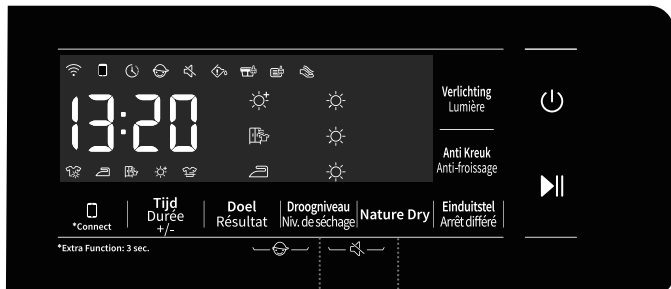 Verlichting
Lumière
13:20
Anti Kreuk
Anti-froissage
*Connect
Tijd
Durée
+/-
Doel
Résultat
Droogniveau
Niv. de séchage
Nature Dry
Einduitstel
Arrêt différé
*Extra Function: 3 sec.